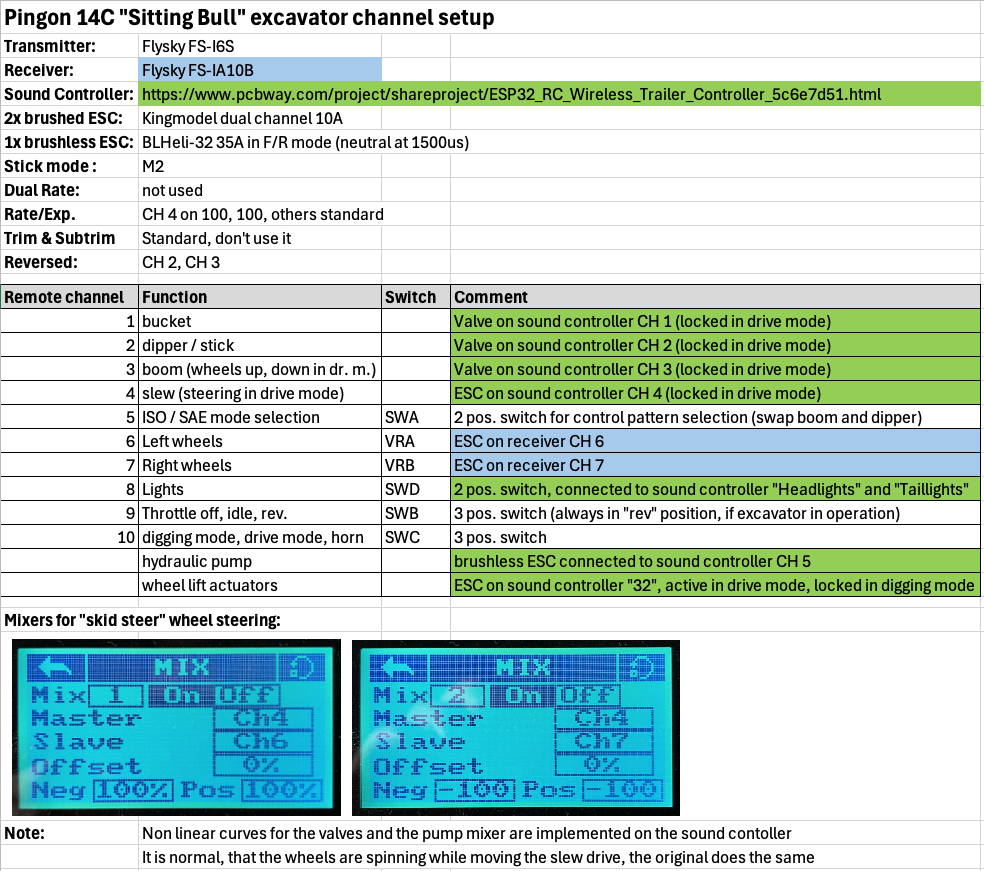 Pingon 14C "Sitting Bull" excavator channel setup
Transmitter: Flysky FS-I6S
Receiver: Flysky FS-IA10B
Sound Controller: https://www.pcbway.com/project/shareproject/ESP32_RC_Wireless_Trailer_Controller_5c6e7d51.html
2x brushed ESC: Kingmodel dual channel 10A
1x brushless ESC: BLHeli-32 35A in F/R mode (neutral at 1500us)
Stick mode : M2
Dual Rate: not used
Rate/Exp. CH 4 on 100, 100, others standard
Trim & Subtrim Standard, don't use it
Reversed: CH 2, CH 3
Remote channel Function Switch Comment
1 bucket Valve on sound controller CH 1 (locked in drive mode)
2 dipper / stick Valve on sound controller CH 2 (locked in drive mode)
3 boom (wheels up, down in dr. m.) Valve on sound controller CH 3 (locked in drive mode)
4 slew (steering in drive mode) ESC on sound controller CH 4 (locked in drive mode)
5 ISO / SAE mode selection SWA 2 pos. switch for control pattern selection (swap boom and dipper)
6 Left wheels VRA ESC on receiver CH 6
7 Right wheels VRB ESC on receiver CH 7
8 Lights SWD 2 pos. switch, connected to sound controller "Headlights" and "Taillights"
9 Throttle off, idle, rev. SWB 3 pos. switch (always in "rev" position, if excavator in operation)
10 digging mode, drive mode, horn SWC 3 pos. switch
hydraulic pump brushless ESC connected to sound controller CH 5
wheel lift actuators ESC on sound controller "32", active in drive mode, locked in digging mode
Mixers for "skid steer" wheel steering:
MIX
Mix 1 On Off
Master Ch4
Slave Ch6
Offset 0%
Neg 100% Pos 100%
MIX
Mix 2 On Off
Master Ch4
Slave Ch7
Offset 0%
Neg -100 Pos -100
Note: Non linear curves for the valves and the pump mixer are implemented on the sound contoller
It is normal, that the wheels are spinning while moving the slew drive, the original does the same